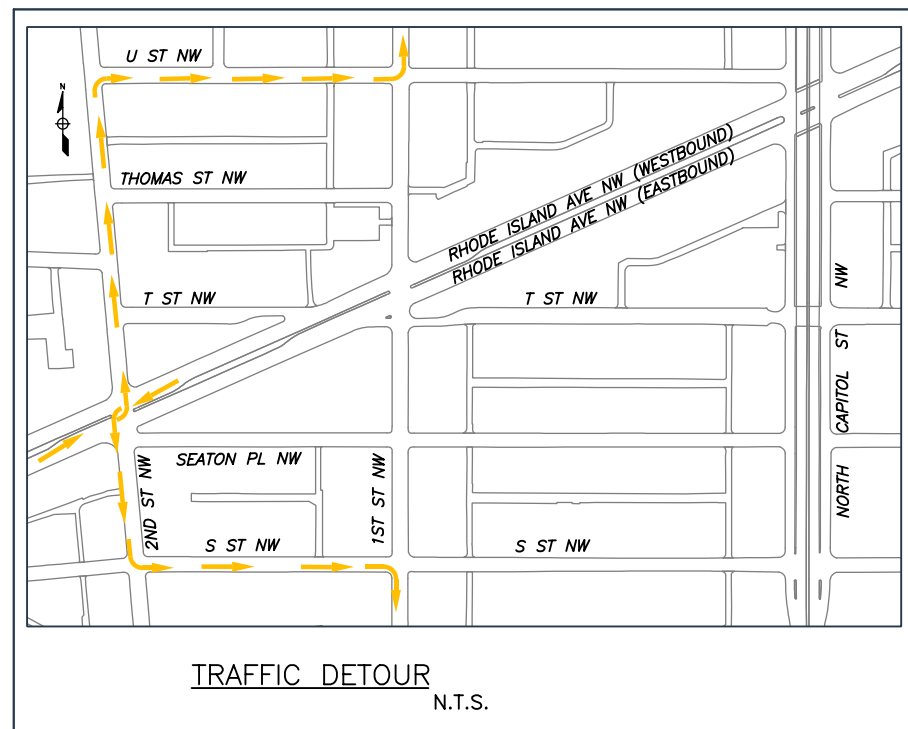 U ST NW
N
THOMAS ST NW
RHODE ISLAND AVE NW (WESTBOUND)
RHODE ISLAND AVE NW (EASTBOUND)
T ST NW
T ST NW
NORTH CAPITOL ST NW
SEATON PL NW
2ND ST NW
1ST ST NW
S ST NW
S ST NW
TRAFFIC DETOUR
N.T.S.